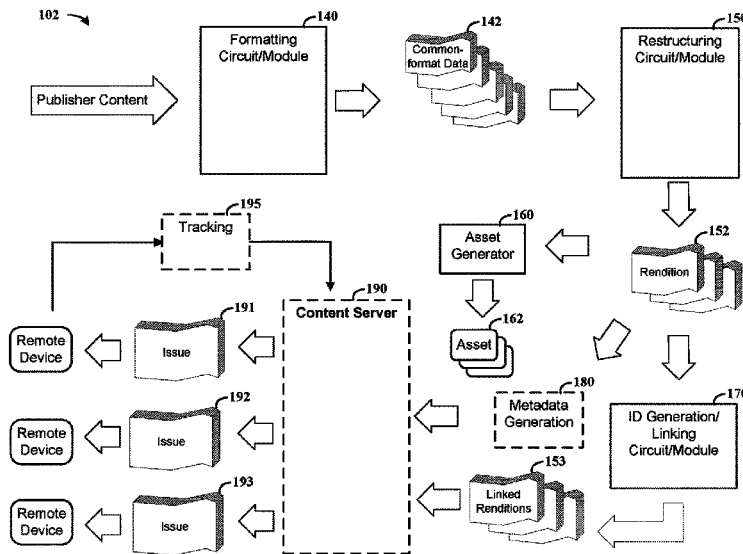 102
140
Formatting
Circuit/Module
Publisher Content
142
Common-
format Data
150
Restructuring
Circuit/Module
195
Tracking
160
Asset
Generator
152
Rendition
190
Content Server
191
Issue
Remote
Device
162
Asset
192
Issue
Remote
Device
180
Metadata
Generation
170
ID Generation/
Linking
Circuit/Module
193
Issue
Remote
Device
153
Linked
Renditions